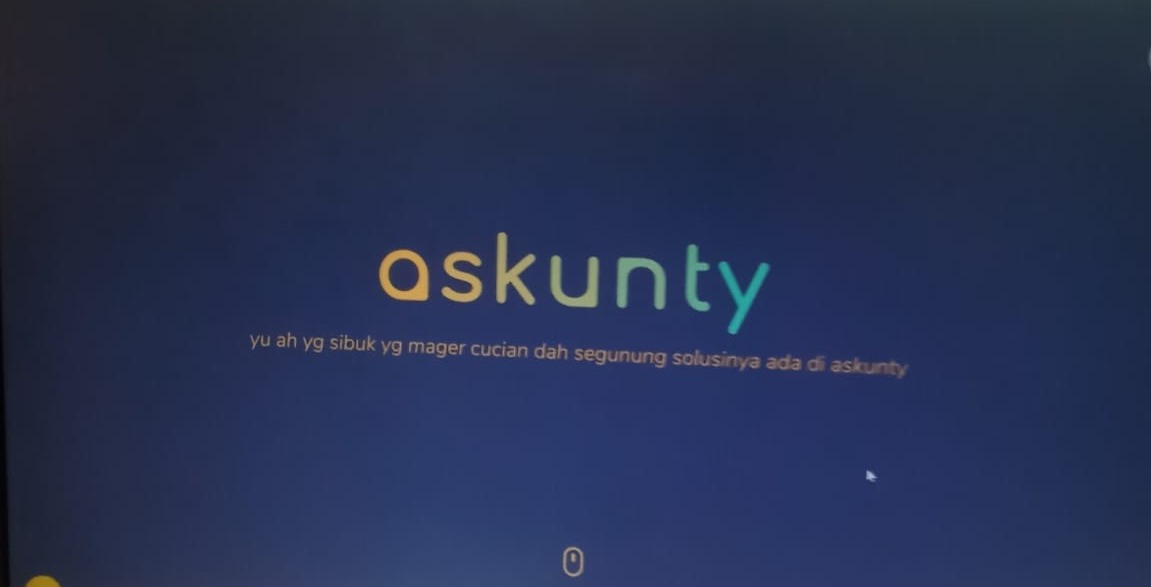 askunty
yu ah yg sibuk yg mager cucian dah segunung solusinya ada di askunty